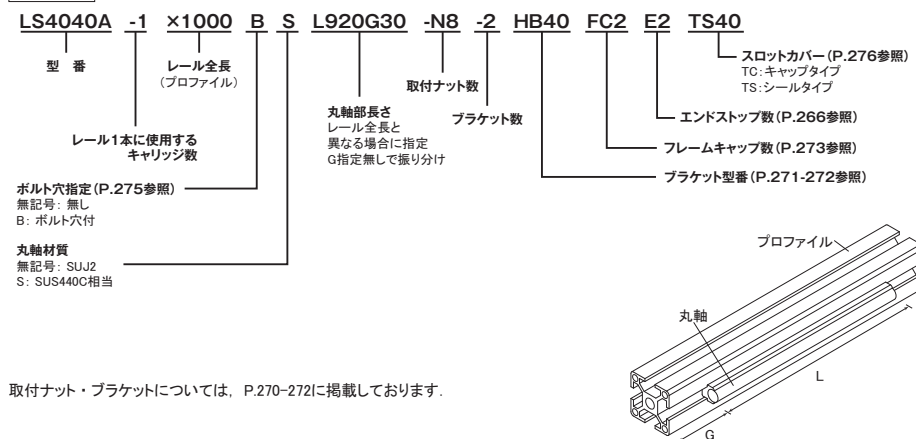 LS4040A -1 ×1000 B S L920G30 -N8 -2 HB40 FC2 E2 TS40
型 番
レール全長
(プロファイル)
レール1本に使用する
キャリッジ数
ボルト穴指定(P.275参照)
無記号: 無し
B: ボルト穴付
丸軸材質
無記号: SUJ2
S: SUS440C相当
丸軸部長さ
レール全長と
異なる場合に指定
G指定無しで振り分け
取付ナット数
ブラケット数
スロットカバー(P.276参照)
TC:キャップタイプ
TS:シールタイプ
エンドストップ数(P.266参照)
フレームキャップ数(P.273参照)
ブラケット型番(P.271-272参照)
プロファイル
丸軸
L
G
取付ナット・ブラケットについては, P.270-272に掲載しております.